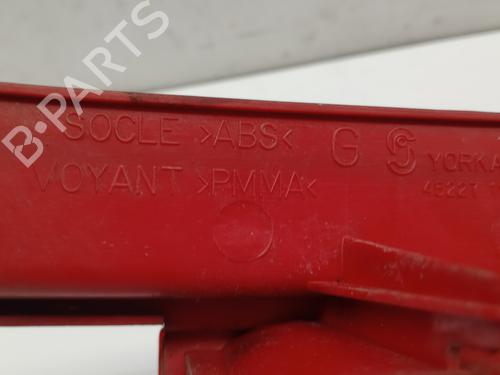 B-PARTS
SOCLE >ABS< G YORKA
VOYANT >PMMA< 45221